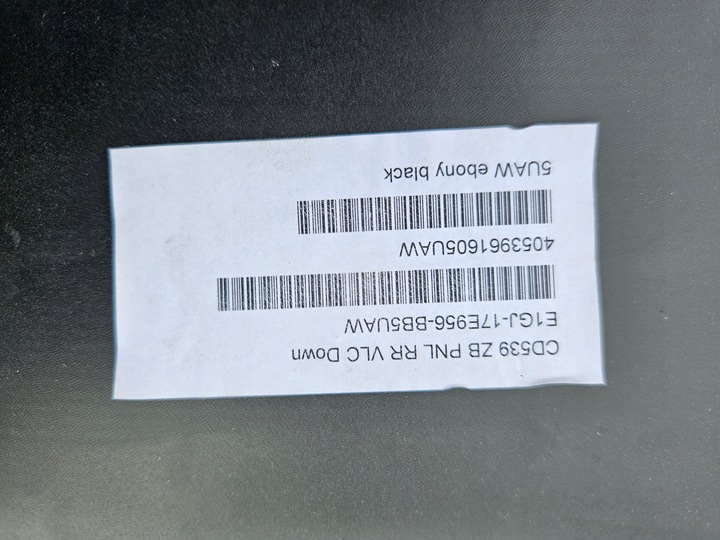 CD539 ZB PNL RR VLC Down
E1GJ-17E956-BB5UAW
4053961605UAW
5UAW ebony black